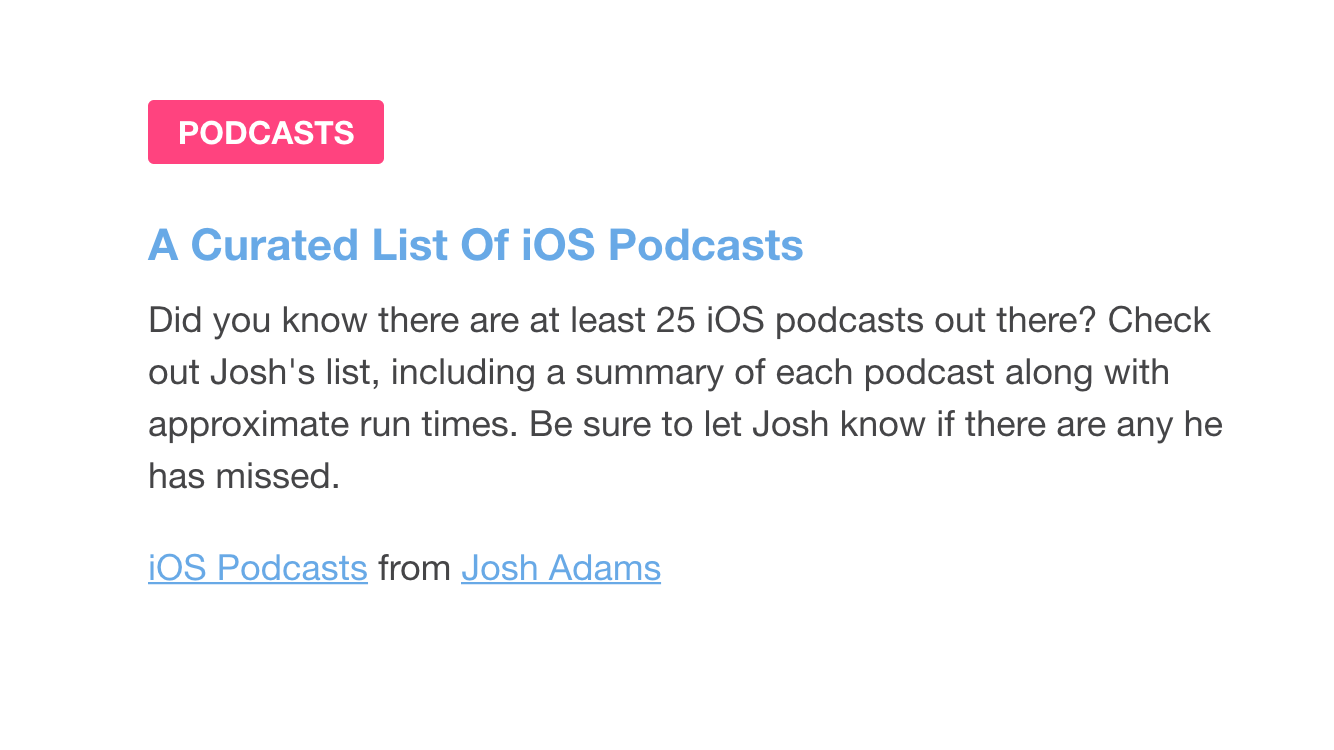 PODCASTS
A Curated List Of iOS Podcasts
Did you know there are at least 25 iOS podcasts out there? Check
out Josh's list, including a summary of each podcast along with
approximate run times. Be sure to let Josh know if there are any he
has missed.
iOS Podcasts from Josh Adams